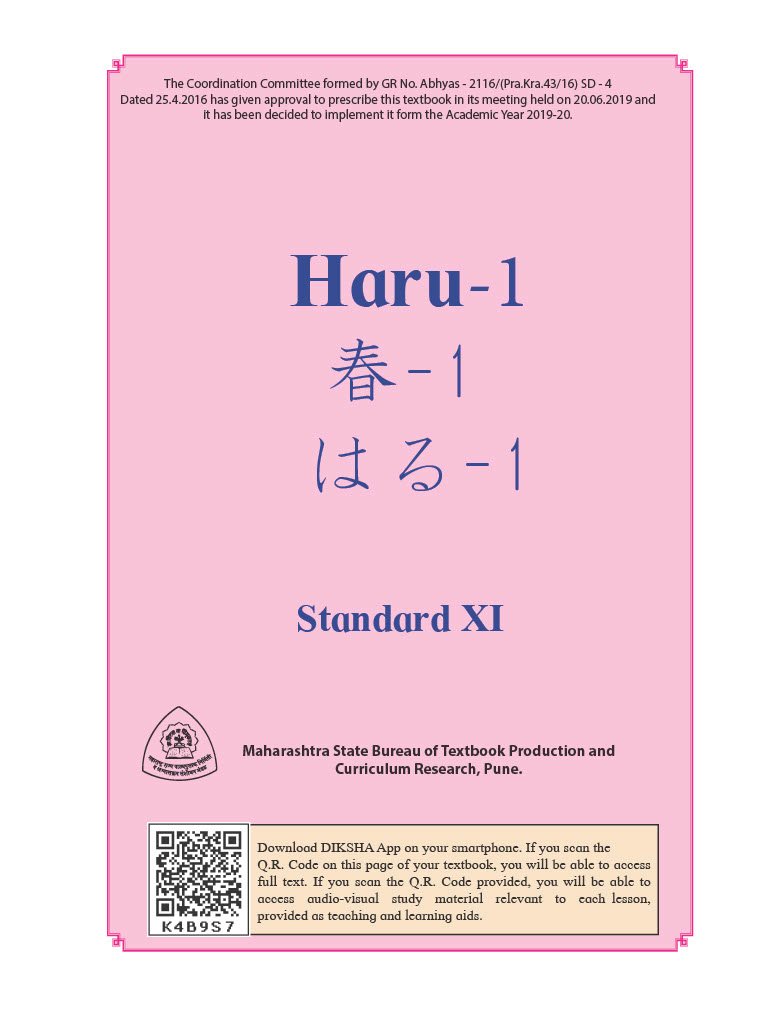 The Coordination Committee formed by GR No. Abhyas - 2116/(Pra.Kra.43/16) SD - 4
Dated 25.4.2016 has given approval to prescribe this textbook in its meeting held on 20.06.2019 and
it has been decided to implement it form the Academic Year 2019-20.
Haru-1
春-1
はる-1
Standard XI
Maharashtra State Bureau of Textbook Production and
Curriculum Research, Pune.
Download DIKSHA App on your smartphone. If you scan the
Q.R. Code on this page of your textbook, you will be able to access
full text. If you scan the Q.R. Code provided, you will be able to
access audio-visual study material relevant to each lesson,
provided as teaching and learning aids.
K4B9S7